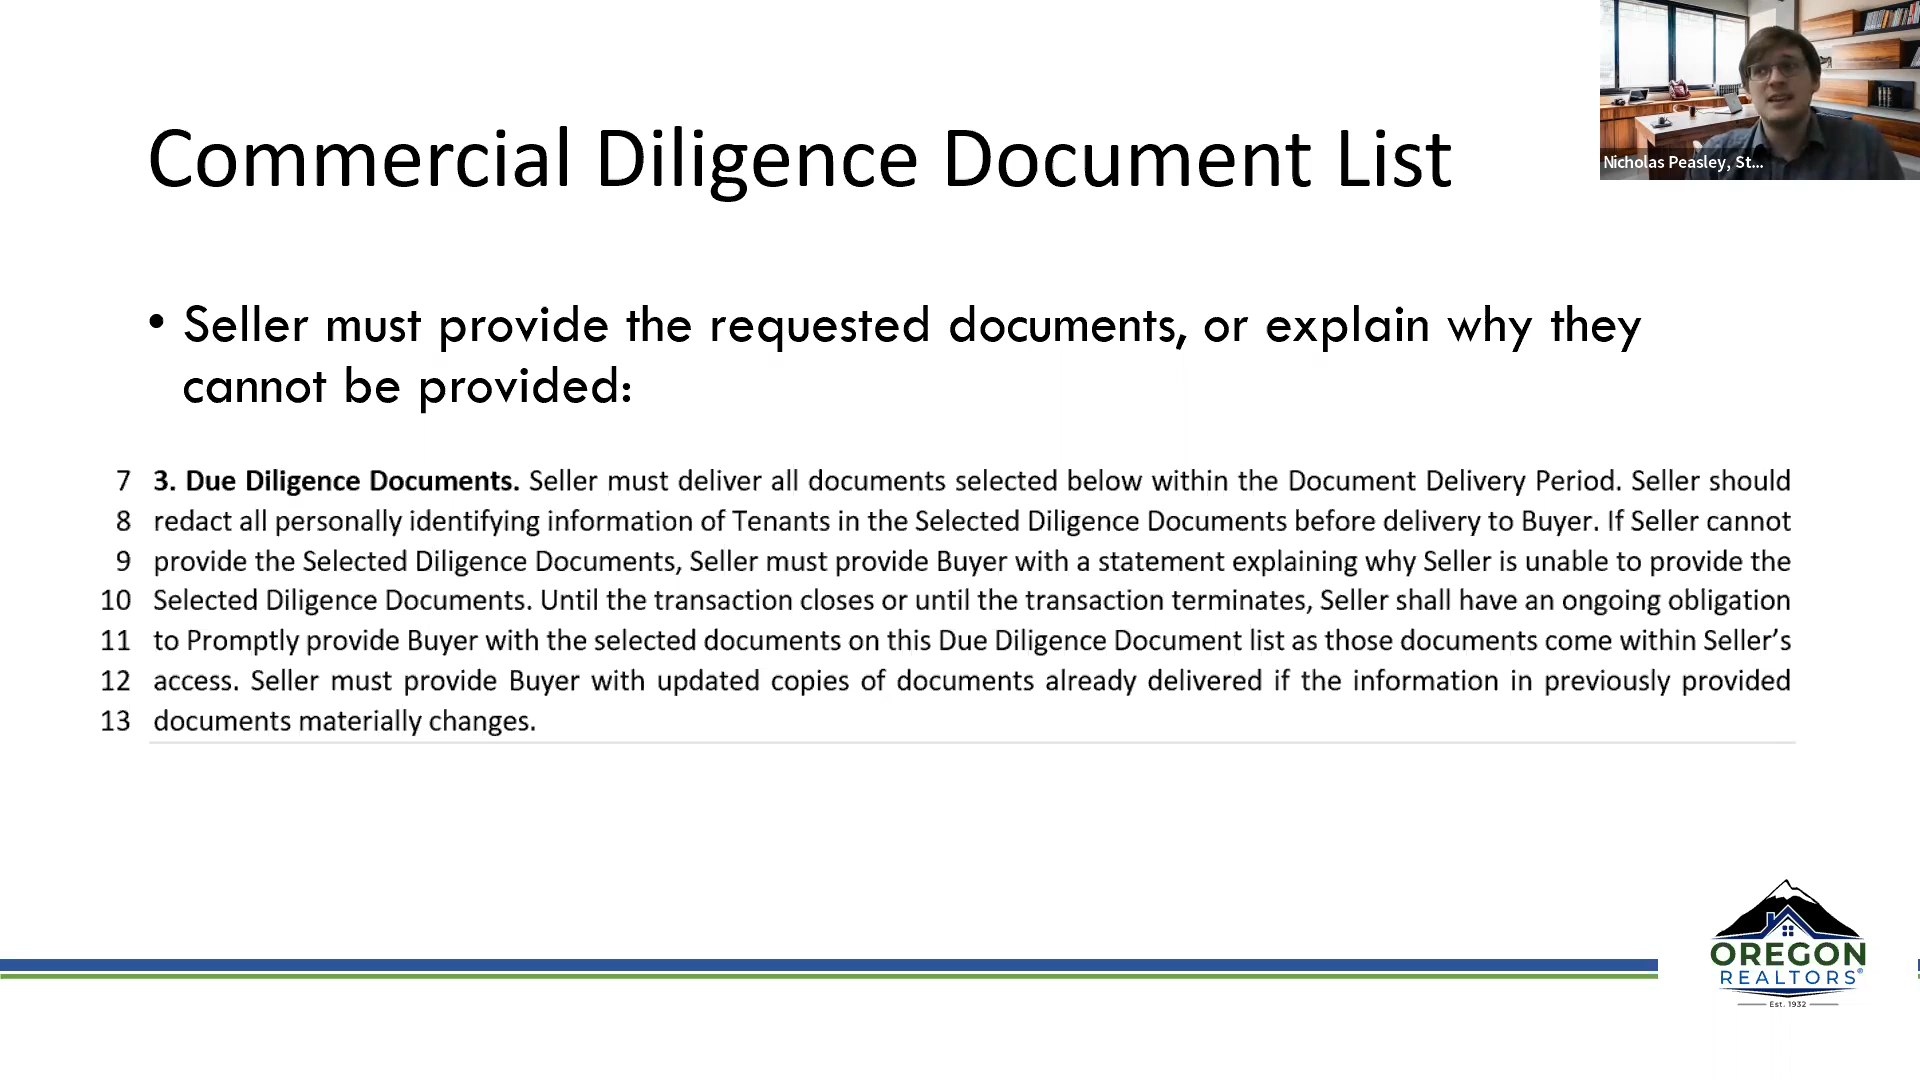 Commercial Diligence Document List
Nicholas Peasley, St...
• Seller must provide the requested documents, or explain why they
cannot be provided:
7 3. Due Diligence Documents. Seller must deliver all documents selected below within the Document Delivery Period. Seller should
8 redact all personally identifying information of Tenants in the Selected Diligence Documents before delivery to Buyer. If Seller cannot
9 provide the Selected Diligence Documents, Seller must provide Buyer with a statement explaining why Seller is unable to provide the
10 Selected Diligence Documents. Until the transaction closes or until the transaction terminates, Seller shall have an ongoing obligation
11 to Promptly provide Buyer with the selected documents on this Due Diligence Document list as those documents come within Seller’s
12 access. Seller must provide Buyer with updated copies of documents already delivered if the information in previously provided
13 documents materially changes.
OREGON
REALTORS®
Est. 1932